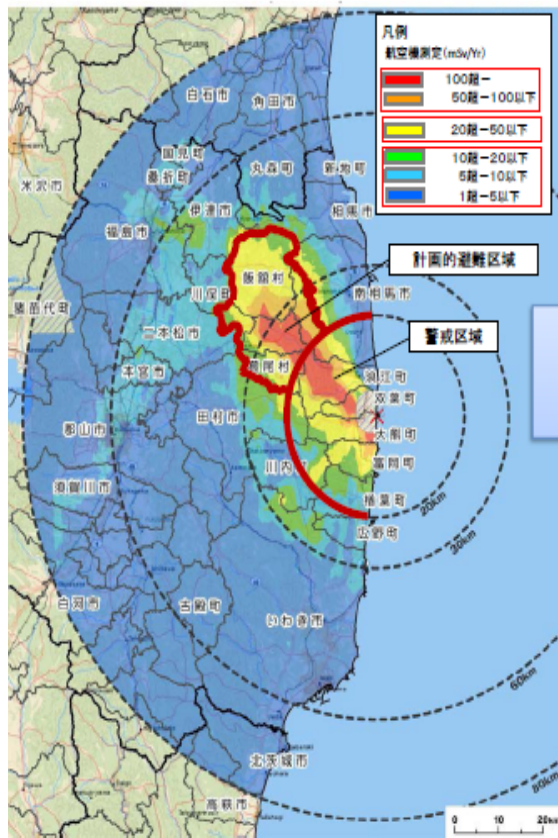 凡例
航空機測定(mSv/Yr)
100超－
50超－100以下
20超－50以下
10超－20以下
5超－10以下
1超－5以下
白石市
角田市
国見町
丸森町
新地町
桑折町
米沢市
伊達市
相馬市
福島市
計画的避難区域
飯舘村
川俣町
南相馬市
猪苗代町
二本松市
警戒区域
葛尾村
浪江町
本宮市
双葉町
田村市
郡山市
大熊町
川内村
富岡町
須賀川市
楢葉町
20km
広野町
30km
白河市
古殿町
いわき市
60km
北茨城市
80km
高萩市
0 5 10 20km